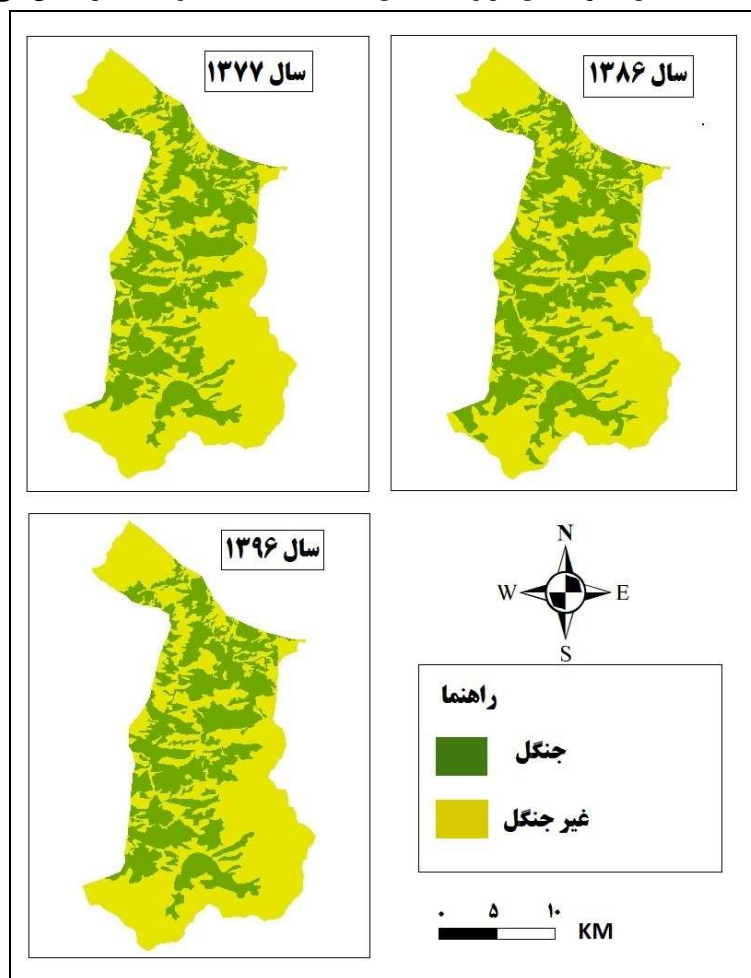 سال ۱۳۷۷
سال ۱۳۸۶
سال ۱۳۹۶
N
W E
S
راهنما
جنگل
غیر جنگل
۰ ۵ ۱۰
KM